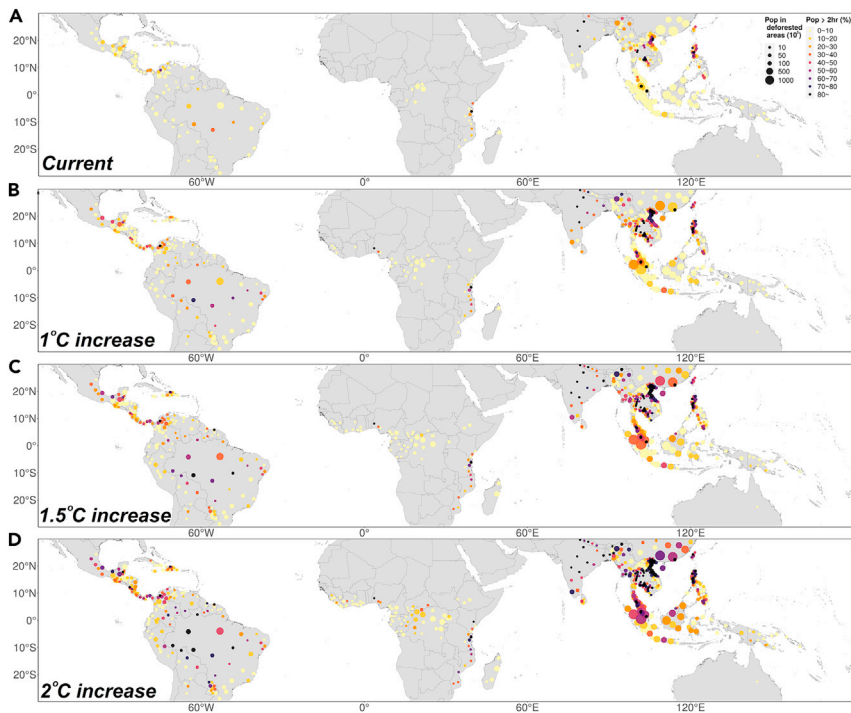 A
20°N
10°N
0°
10°S
20°S
Current
Pop in
deforested
areas (10³)
10
50
100
500
1000
Pop > 2hr (%)
0~10
10~20
20~30
30~40
40~50
50~60
60~70
70~80
80~
60°W
0°
120°E
B
20°N
10°N
0°
10°S
20°S
1°C increase
60°W
0°
60°E
120°E
C
20°N
10°N
0°
10°S
20°S
1.5°C increase
60°W
0°
60°E
120°E
D
20°N
10°N
0°
10°S
20°S
2°C increase
60°W
0°
60°E
120°E